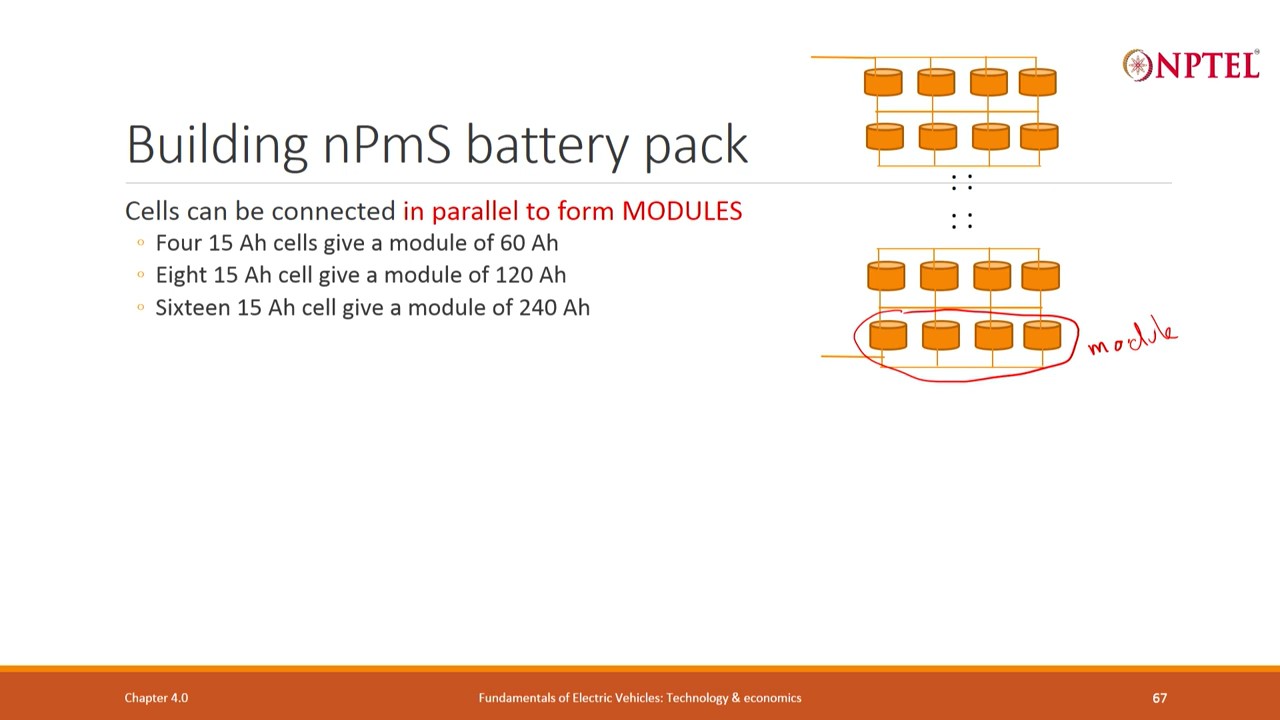 NPTEL
Building nPmS battery pack
Cells can be connected in parallel to form MODULES
Four 15 Ah cells give a module of 60 Ah
Eight 15 Ah cell give a module of 120 Ah
Sixteen 15 Ah cell give a module of 240 Ah
module
Chapter 4.0
Fundamentals of Electric Vehicles: Technology & economics
67